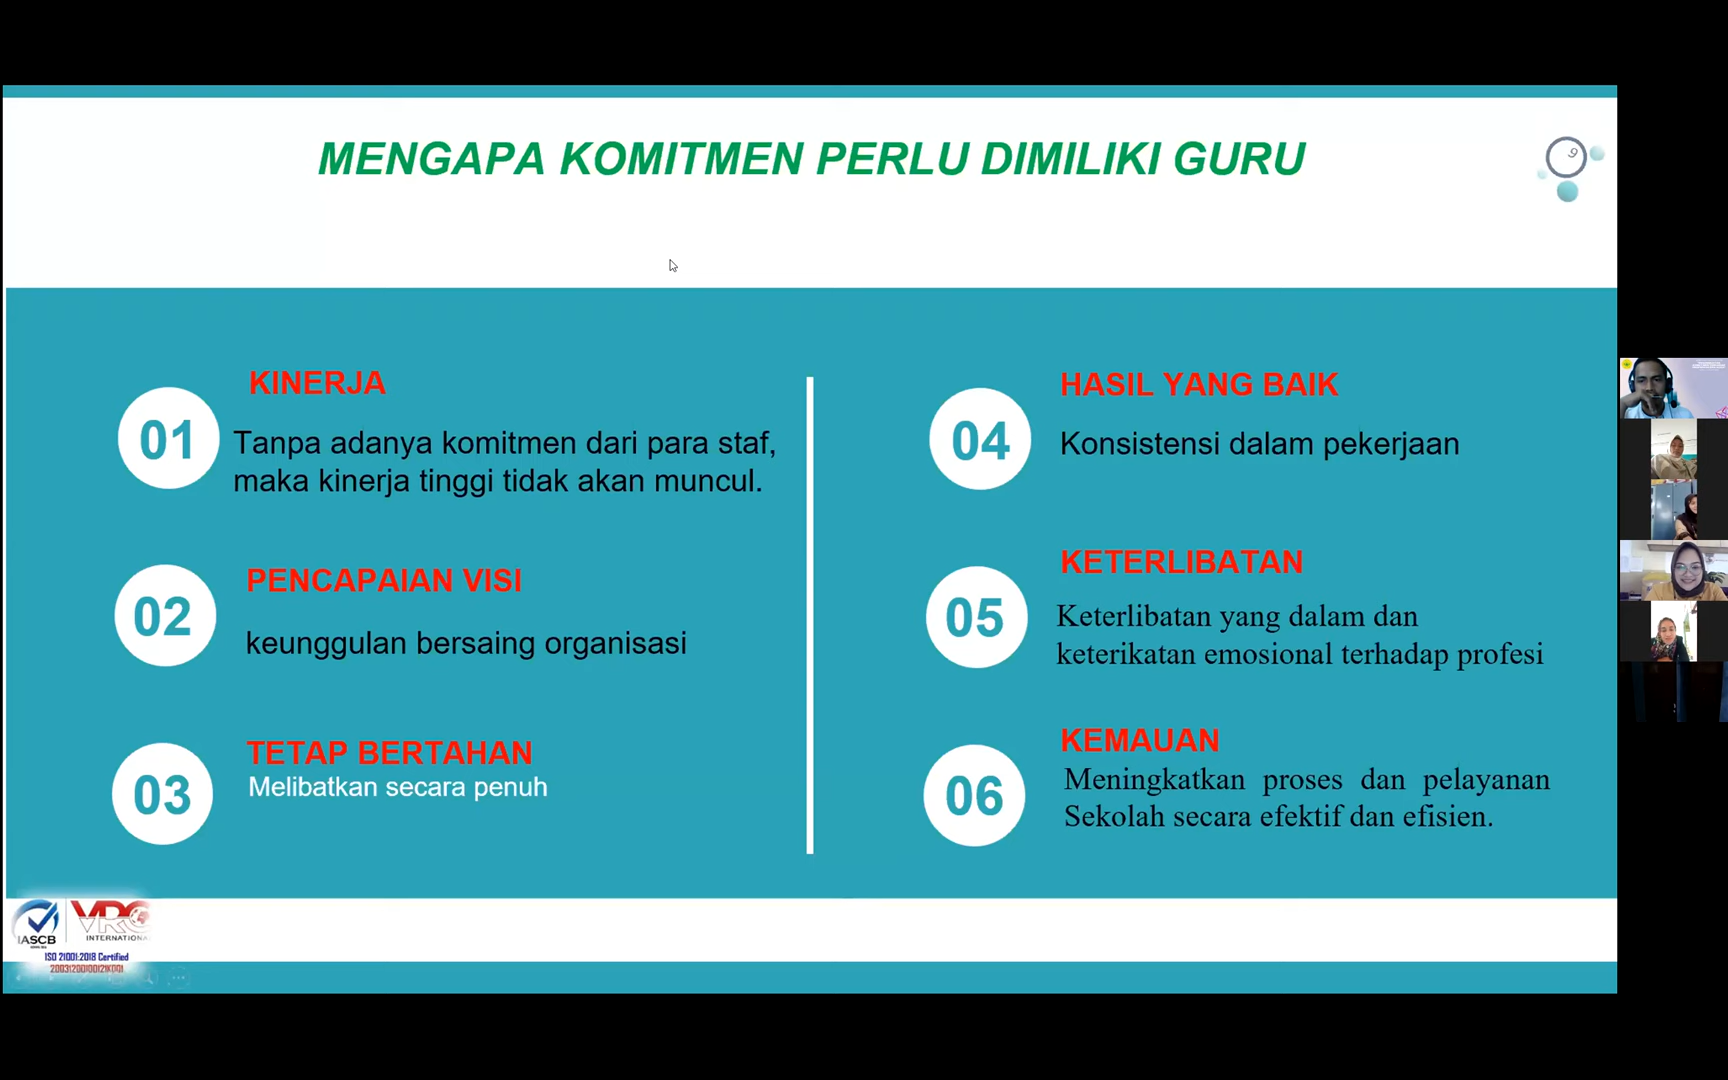 MENGAPA KOMITMEN PERLU DIMILIKI GURU
9
01
KINERJA
Tanpa adanya komitmen dari para staf,
maka kinerja tinggi tidak akan muncul.
02
PENCAPAIAN VISI
keunggulan bersaing organisasi
03
TETAP BERTAHAN
Melibatkan secara penuh
04
HASIL YANG BAIK
Konsistensi dalam pekerjaan
05
KETERLIBATAN
Keterlibatan yang dalam dan
keterikatan emosional terhadap profesi
06
KEMAUAN
Meningkatkan proses dan pelayanan
Sekolah secara efektif dan efisien.
IASCB
VRC
INTERNATIONAL
ISO 21001:2018 Certified